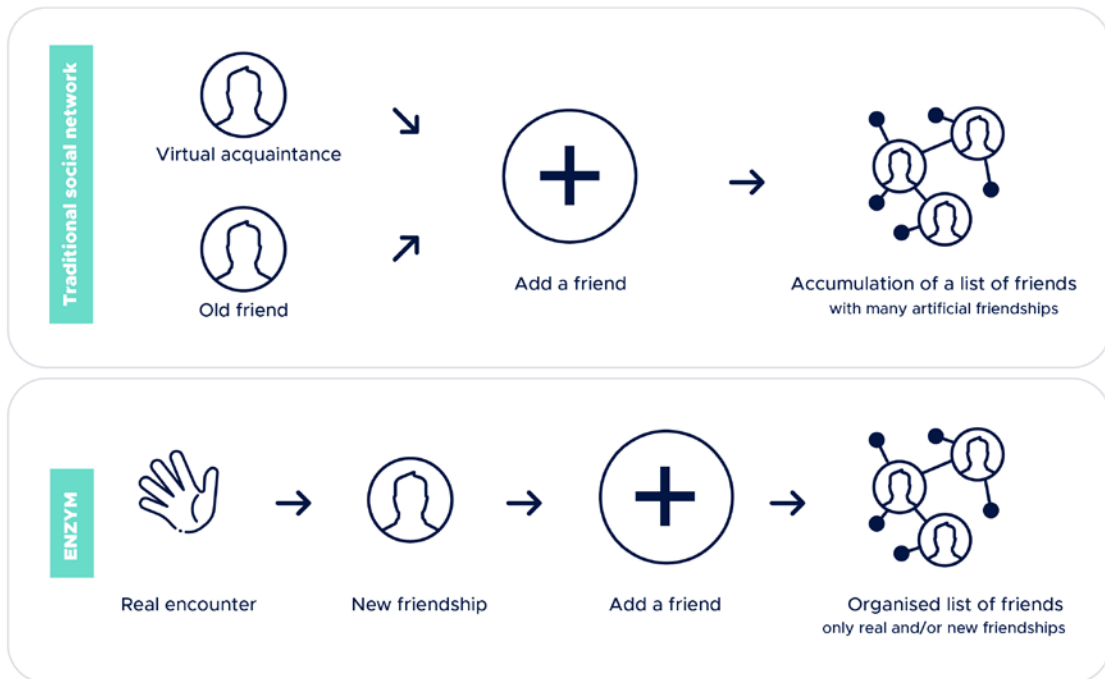 Traditional social network
Virtual acquaintance
Old friend
Add a friend
Accumulation of a list of friends
with many artificial friendships
ENZYM
Real encounter
New friendship
Add a friend
Organised list of friends
only real and/or new friendships